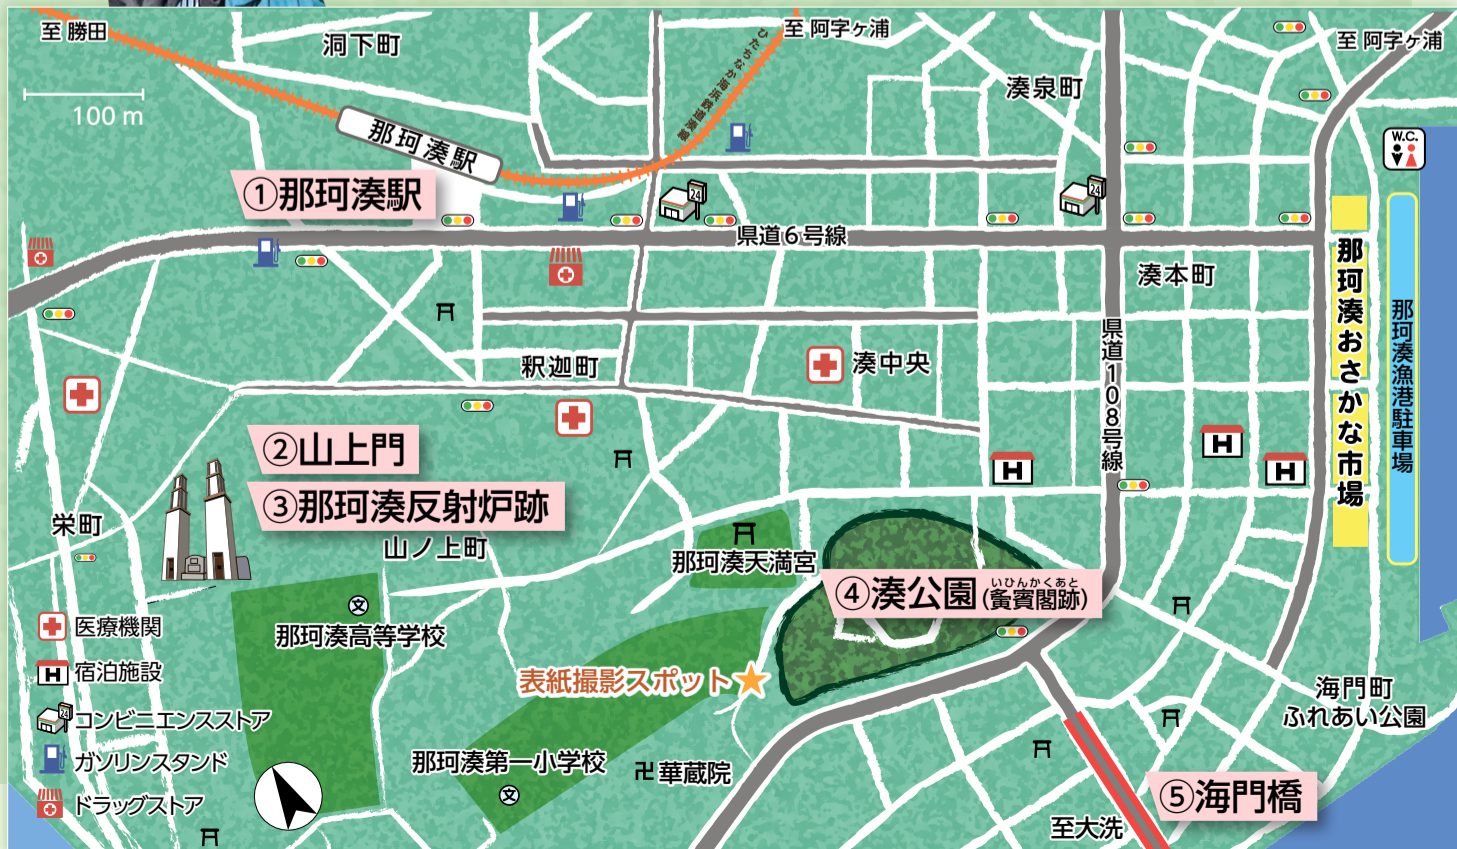 至 勝田
洞下町
至 阿字ヶ浦
ひたちなか海浜鉄道湊線
至 阿字ヶ浦
湊泉町
100 m
那珂湊駅
W.C.
①那珂湊駅
24
24
県道6号線
湊本町
那珂湊おさかな市場
那珂湊漁港駐車場
県道108号線
釈迦町
湊中央
②山上門
③那珂湊反射炉跡
山ノ上町
栄町
那珂湊天満宮
④湊公園(夤賓閣跡)
いひんかくあと
那珂湊高等学校
文
表紙撮影スポット
海門町
ふれあい公園
那珂湊第一小学校
文
卍華蔵院
⑤海門橋
至大洗
H
H
H
医療機関
H 宿泊施設
24 コンビニエンスストア
ガソリンスタンド
ドラッグストア